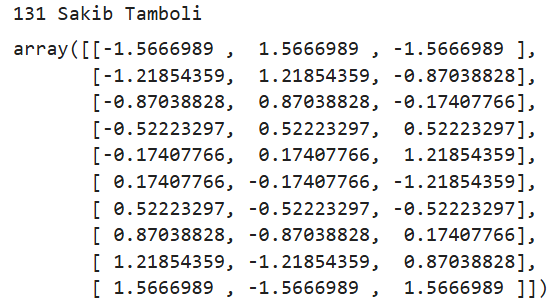 131 Sakib Tamboli
array([[-1.5666989 ,  1.5666989 , -1.5666989 ],
       [-1.21854359,  1.21854359, -0.87038828],
       [-0.87038828,  0.87038828, -0.17407766],
       [-0.52223297,  0.52223297,  0.52223297],
       [-0.17407766,  0.17407766,  1.21854359],
       [ 0.17407766, -0.17407766, -1.21854359],
       [ 0.52223297, -0.52223297, -0.52223297],
       [ 0.87038828, -0.87038828,  0.17407766],
       [ 1.21854359, -1.21854359,  0.87038828],
       [ 1.5666989 , -1.5666989 ,  1.5666989 ]])